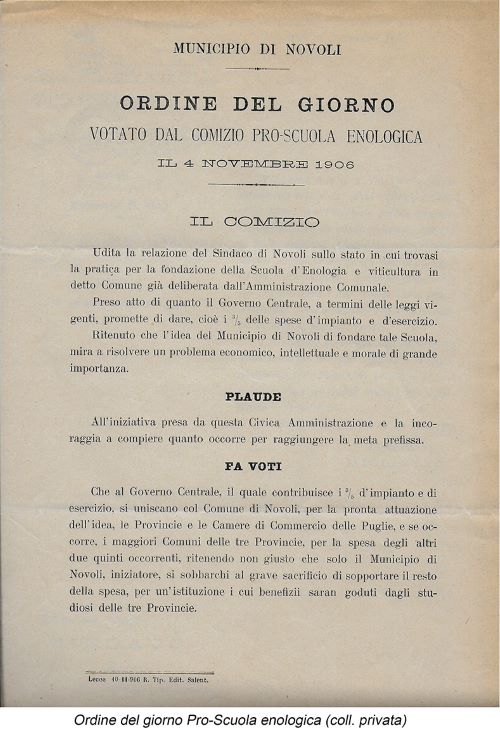 MUNICIPIO DI NOVOLI
ORDINE DEL GIORNO
VOTATO DAL COMIZIO PRO-SCUOLA ENOLOGICA
IL 4 NOVEMBRE 1906
IL COMIZIO
Udita la relazione del Sindaco di Novoli sullo stato in cui trovasi
la pratica per la fondazione della Scuola d'Enologia e viticultura in
detto Comune già deliberata dall'Amministrazione Comunale.
Preso atto di quanto il Governo Centrale, a termini delle leggi vi-
genti, promette di dare, cioè i 3/5 delle spese d'impianto e d'esercizio.
Ritenuto che l'idea del Municipio di Novoli di fondare tale Scuola,
mira a risolvere un problema economico, intellettuale e morale di grande
importanza.
PLAUDE
All'iniziativa presa da questa Civica Amministrazione e la inco-
raggia a compiere quanto occorre per raggiungere la meta prefissa.
FA VOTI
Che al Governo Centrale, il quale contribuisce i 3/5 d'impianto e di
esercizio, si uniscano col Comune di Novoli, per la pronta attuazione
dell'idea, le Provincie e le Camere di Commercio delle Puglie, e se oc-
corre, i maggiori Comuni delle tre Provincie, per la spesa degli altri
due quinti occorrenti, ritenendo non giusto che solo il Municipio di
Novoli, iniziatore, si sobbarchi al grave sacrificio di sopportare il resto
della spesa, per un'istituzione i cui benefizii saran goduti dagli stu-
diosi delle tre Provincie.
Lecce 10-11-906 R. Tip. Edit. Salent.
Ordine del giorno Pro-Scuola enologica (coll. privata)